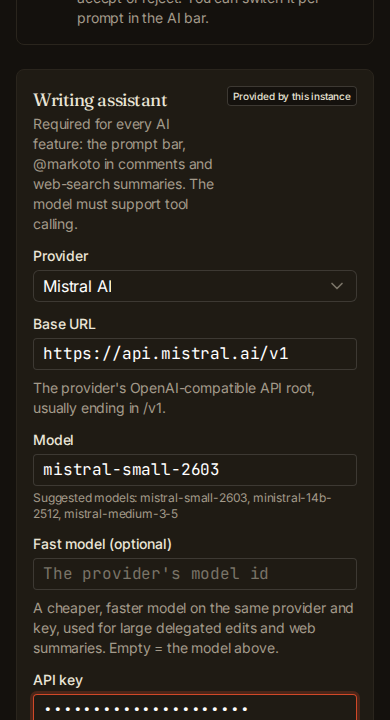 accept or reject. You can switch it per
prompt in the AI bar.
Writing assistant
Provided by this instance
Required for every AI
feature: the prompt bar,
@markoto in comments and
web-search summaries. The
model must support tool
calling.
Provider
Mistral AI
Base URL
https://api.mistral.ai/v1
The provider's OpenAI-compatible API root,
usually ending in /v1.
Model
mistral-small-2603
Suggested models: mistral-small-2603, ministral-14b-
2512, mistral-medium-3-5
Fast model (optional)
The provider's model id
A cheaper, faster model on the same provider and
key, used for large delegated edits and web
summaries. Empty = the model above.
API key
•••••••••••••••••••••